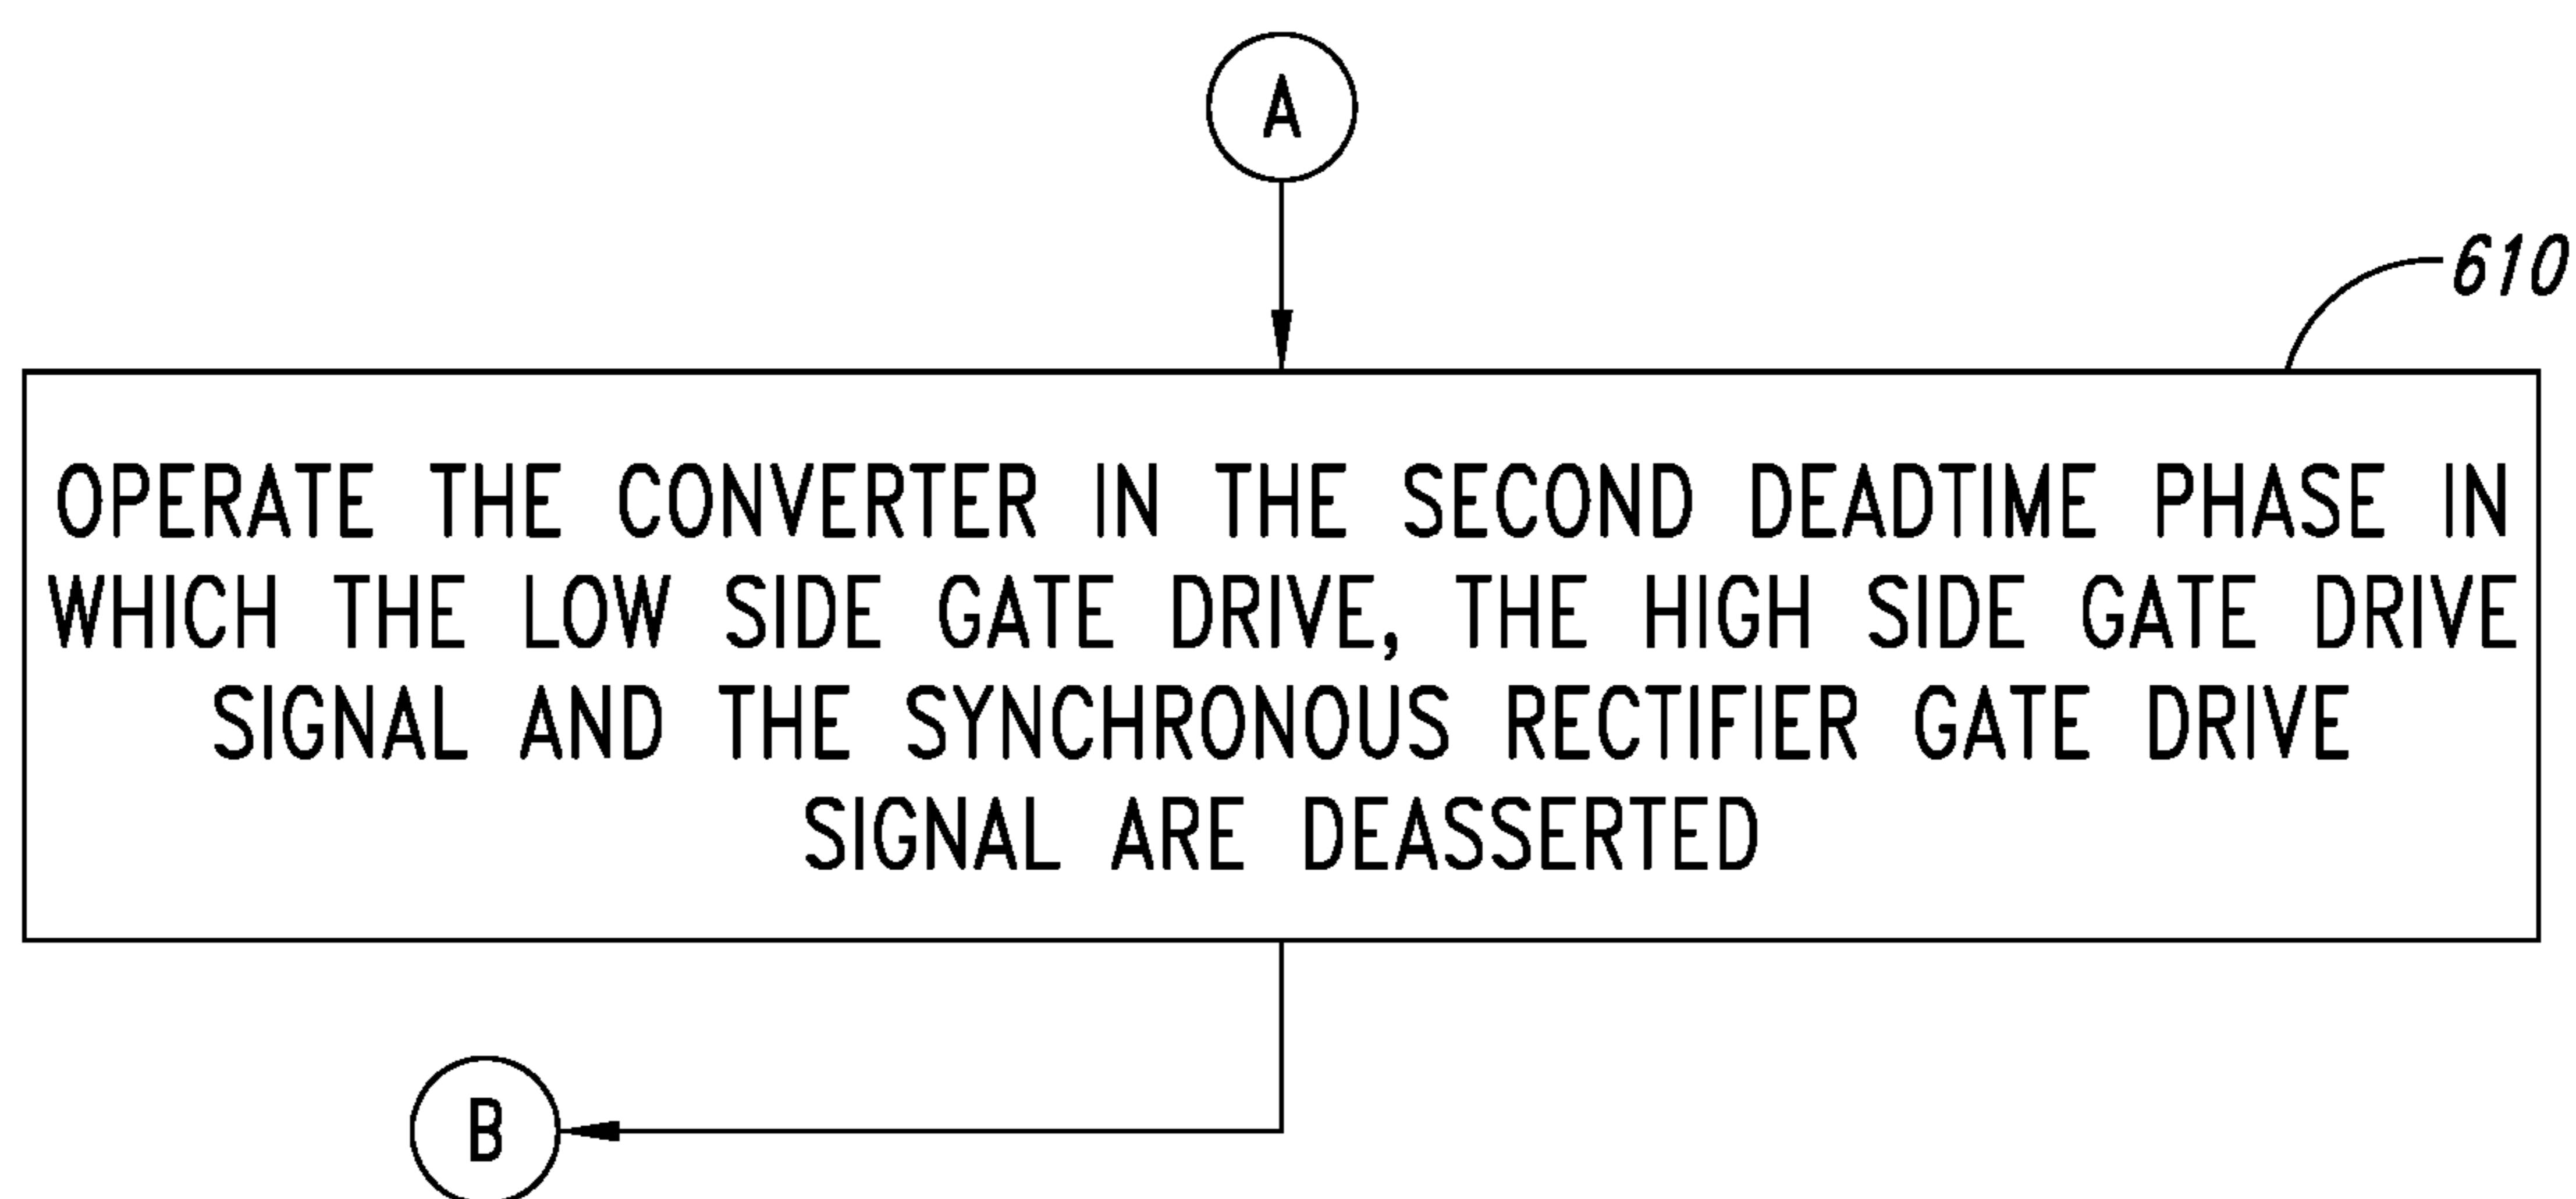 A
610
OPERATE THE CONVERTER IN THE SECOND DEADTIME PHASE IN
WHICH THE LOW SIDE GATE DRIVE, THE HIGH SIDE GATE DRIVE
SIGNAL AND THE SYNCHRONOUS RECTIFIER GATE DRIVE
SIGNAL ARE DEASSERTED
B